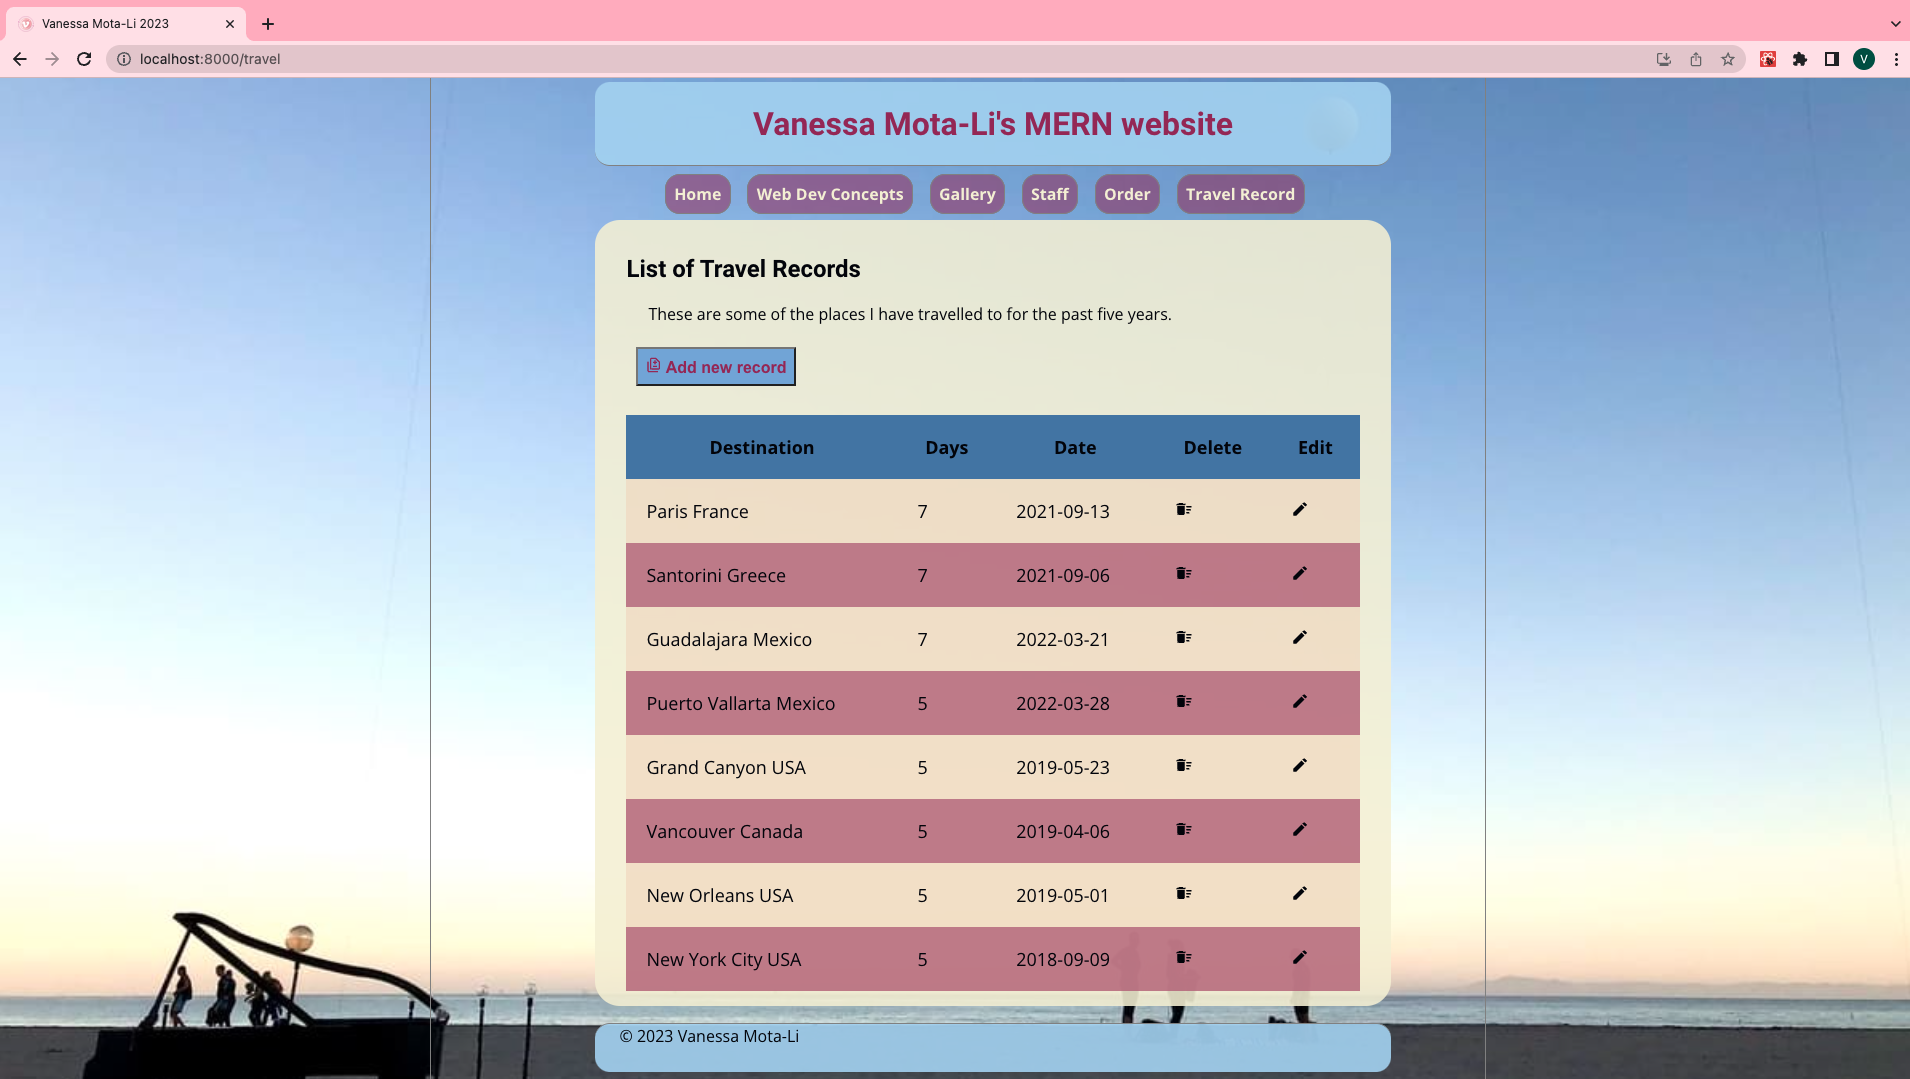 Vanessa Mota-Li 2023
localhost:8000/travel
V
Vanessa Mota-Li's MERN website
Home Web Dev Concepts Gallery Staff Order Travel Record
List of Travel Records
These are some of the places I have travelled to for the past five years.
Add new record
Destination Days Date Delete Edit
Paris France 7 2021-09-13
Santorini Greece 7 2021-09-06
Guadalajara Mexico 7 2022-03-21
Puerto Vallarta Mexico 5 2022-03-28
Grand Canyon USA 5 2019-05-23
Vancouver Canada 5 2019-04-06
New Orleans USA 5 2019-05-01
New York City USA 5 2018-09-09
© 2023 Vanessa Mota-Li